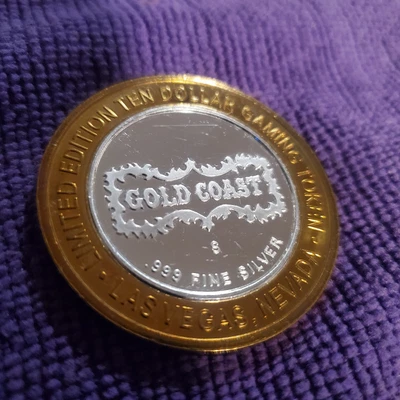 LIMITED EDITION TEN DOLLAR GAMING TOKEN
GOLD COAST
.999 FINE SILVER
LAS VEGAS, NEVADA